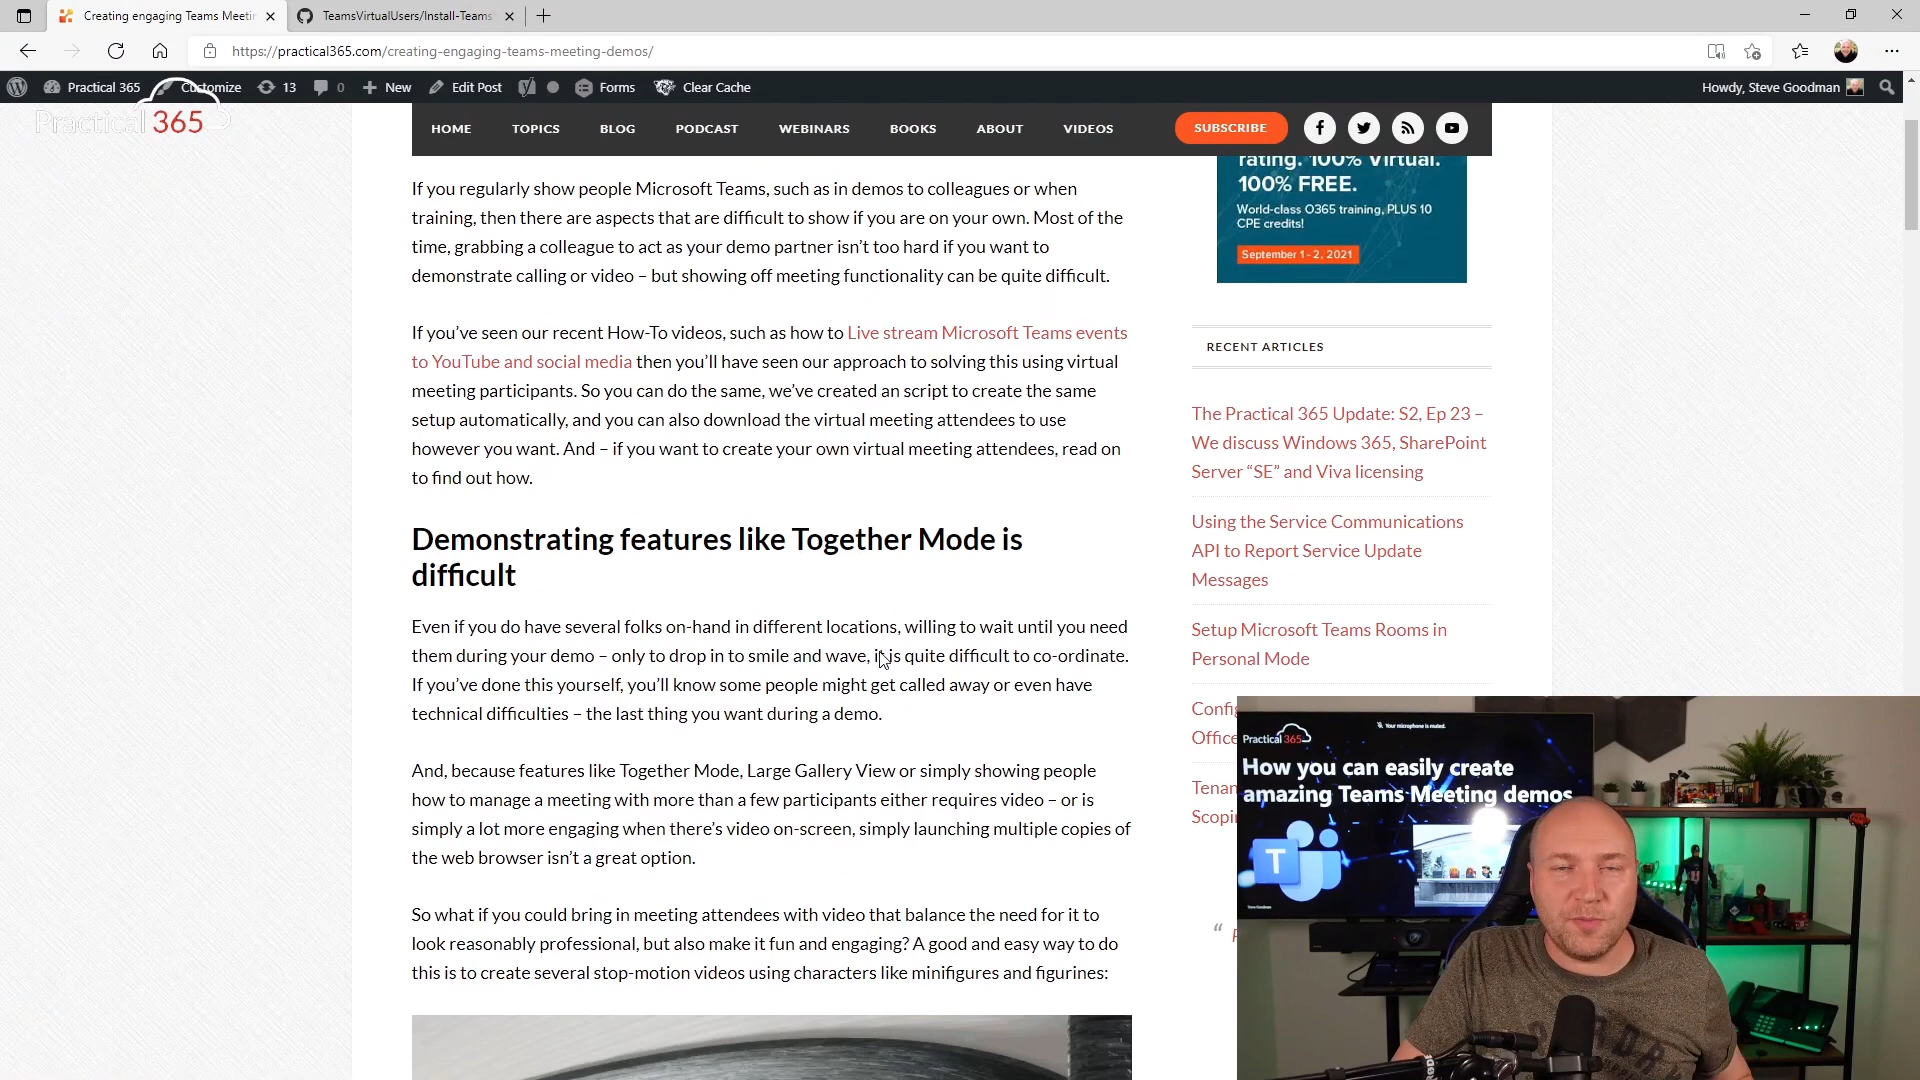 Creating engaging Teams Meetin
TeamsVirtualUsers/Install-Teams
https://practical365.com/creating-engaging-teams-meeting-demos/
Practical 365
Customize
13
0
New
Edit Post
Forms
Clear Cache
Howdy, Steve Goodman
Practical 365
HOME
TOPICS
BLOG
PODCAST
WEBINARS
BOOKS
ABOUT
VIDEOS
SUBSCRIBE
rating. 100% Virtual.
100% FREE.
World-class O365 training, PLUS 10
CPE credits!
September 1-2, 2021
If you regularly show people Microsoft Teams, such as in demos to colleagues or when
training, then there are aspects that are difficult to show if you are on your own. Most of the
time, grabbing a colleague to act as your demo partner isn't too hard if you want to
demonstrate calling or video – but showing off meeting functionality can be quite difficult.
If you've seen our recent How-To videos, such as how to Live stream Microsoft Teams events
to YouTube and social media then you'll have seen our approach to solving this using virtual
meeting participants. So you can do the same, we've created an script to create the same
setup automatically, and you can also download the virtual meeting attendees to use
however you want. And – if you want to create your own virtual meeting attendees, read on
to find out how.
Demonstrating features like Together Mode is
difficult
Even if you do have several folks on-hand in different locations, willing to wait until you need
them during your demo – only to drop in to smile and wave, it is quite difficult to co-ordinate.
If you've done this yourself, you'll know some people might get called away or even have
technical difficulties – the last thing you want during a demo.
And, because features like Together Mode, Large Gallery View or simply showing people
how to manage a meeting with more than a few participants either requires video – or is
simply a lot more engaging when there's video on-screen, simply launching multiple copies of
the web browser isn't a great option.
So what if you could bring in meeting attendees with video that balance the need for it to
look reasonably professional, but also make it fun and engaging? A good and easy way to do
this is to create several stop-motion videos using characters like minifigures and figurines:
RECENT ARTICLES
The Practical 365 Update: S2, Ep 23 –
We discuss Windows 365, SharePoint
Server “SE” and Viva licensing
Using the Service Communications
API to Report Service Update
Messages
Setup Microsoft Teams Rooms in
Personal Mode
Config
Office
Tenan
Scopi
“
Your microphone is muted.
Practical 365
How you can easily create
amazing Teams Meeting demos
T
Steve Goodman